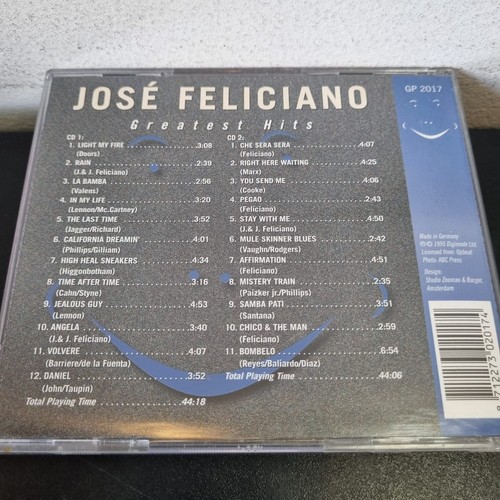 JOSÉ FELICIANO
Greatest Hits
GP 2017
CD 1:
1. LIGHT MY FIRE 3:08
(Doors)
2. RAIN 2:39
(J.& J. Feliciano)
3. LA BAMBA 2:56
(Valens)
4. IN MY LIFE 3:20
(Lennon/Mc.Cartney)
5. THE LAST TIME 3:52
(Jagger/Richard)
6. CALIFORNIA DREAMIN' 4:01
(Phillips/Gilliam)
7. HIGH HEAL SNEAKERS 4:34
(Higgonbotham)
8. TIME AFTER TIME 3:16
(Cahn/Styne)
9. JEALOUS GUY 4:53
(Lemon)
10. ANGELA 3:40
(J.& J. Feliciano)
11. VOLVERE 4:07
(Barriere/de la Fuenta)
12. DANIEL 3:52
(John/Taupin)
Total Playing Time 44:18
CD 2:
1. CHE SERA SERA 4:07
(Feliciano)
2. RIGHT HERE WAITING 4:25
(Marx)
3. YOU SEND ME 4:06
(Cooke)
4. PEGAO 2:43
(Feliciano)
5. STAY WITH ME 4:50
(J.& J. Feliciano)
6. MULE SKINNER BLUES 2:42
(Vaughn/Rodgers)
7. AFFIRMATION 4:51
(Feliciano)
8. MISTERY TRAIN 2:35
(Paizker jr./Phillips)
9. SAMBA PATI 3:51
(Santana)
10. CHICO & THE MAN 2:59
(Feliciano)
11. BOMBELO 6:54
(Reyes/Baliardo/Diaz)
Total Playing Time 44:06
Made in Germany
Licensed from: Optimal
Photo: ABC Press
Design:
Studio Zeeman & Burger,
Amsterdam